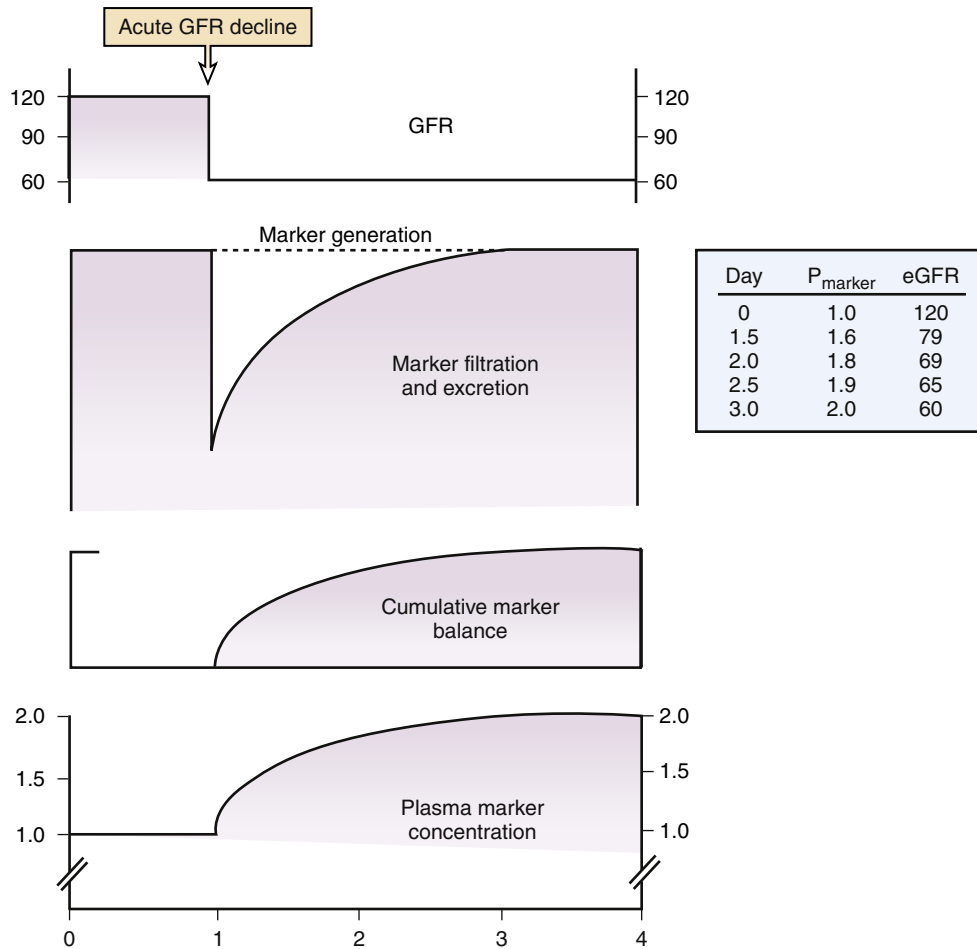 Acute GFR decline
120
90
60
GFR
120
90
60
Marker generation
Marker filtration
and excretion
Day P marker eGFR
0 1.0 120
1.5 1.6 79
2.0 1.8 69
2.5 1.9 65
3.0 2.0 60
Cumulative marker
balance
2.0
1.5
1.0
Plasma marker
concentration
2.0
1.5
1.0
0 1 2 3 4